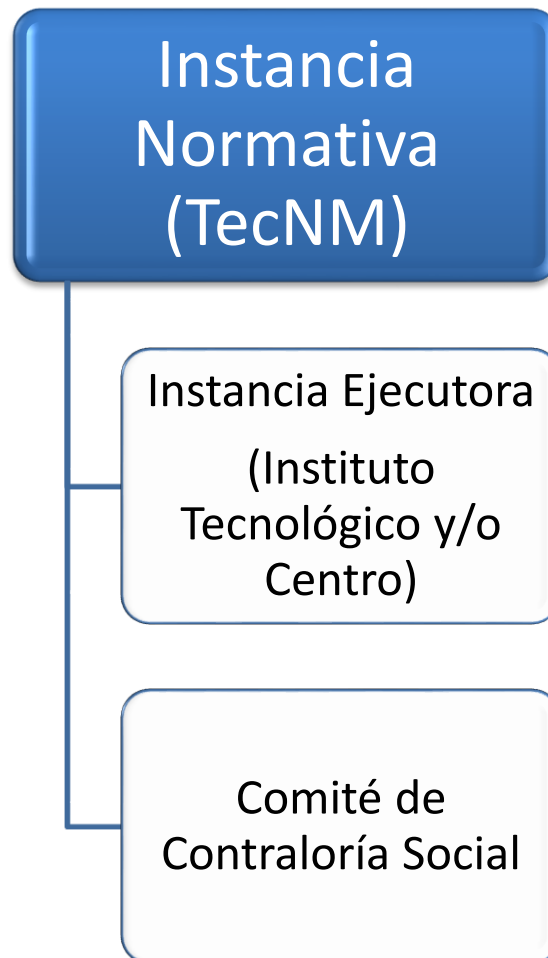 Instancia
Normativa
(TecNM)
Instancia Ejecutora
(Instituto
Tecnológico y/o
Centro)
Comité de
Contraloría Social